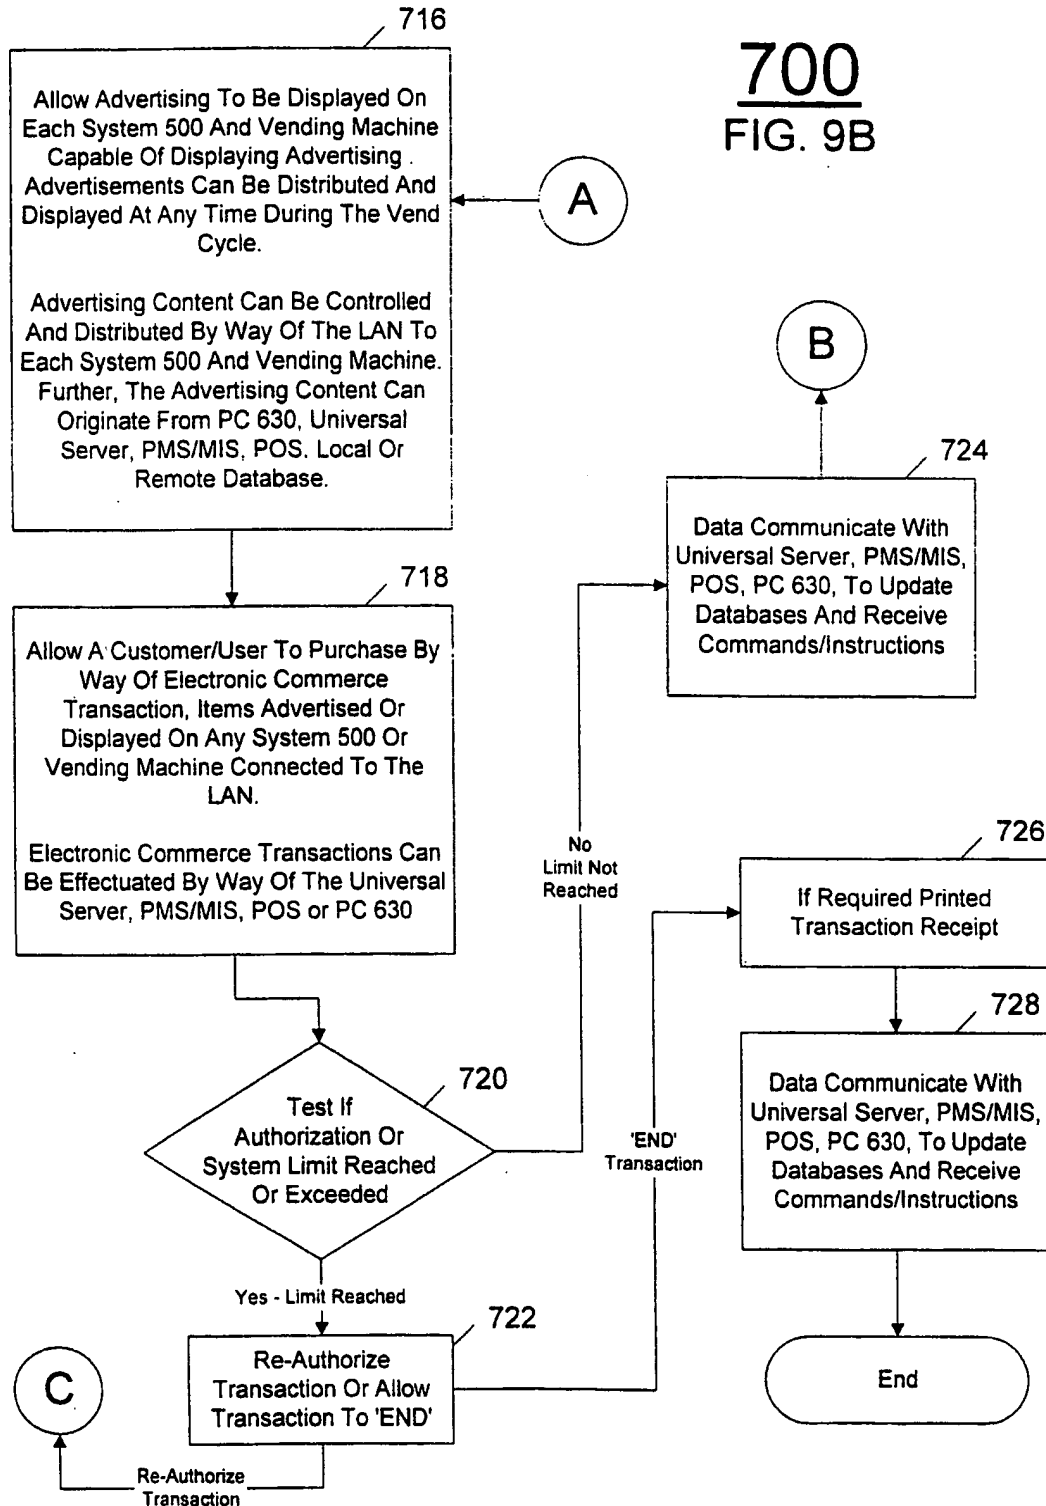 716
700
FIG. 9B
Allow Advertising To Be Displayed On
Each System 500 And Vending Machine
Capable Of Displaying Advertising .
Advertisements Can Be Distributed And
Displayed At Any Time During The Vend
Cycle.
Advertising Content Can Be Controlled
And Distributed By Way Of The LAN To
Each System 500 And Vending Machine.
Further, The Advertising Content Can
Originate From PC 630, Universal
Server, PMS/MIS, POS. Local Or
Remote Database.
A
B
724
Data Communicate With
Universal Server, PMS/MIS,
POS, PC 630, To Update
Databases And Receive
Commands/Instructions
718
Allow A Customer/User To Purchase By
Way Of Electronic Commerce
Transaction, Items Advertised Or
Displayed On Any System 500 Or
Vending Machine Connected To The
LAN.
Electronic Commerce Transactions Can
Be Effectuated By Way Of The Universal
Server, PMS/MIS, POS or PC 630
No
Limit Not
Reached
726
If Required Printed
Transaction Receipt
728
Data Communicate With
Universal Server, PMS/MIS,
POS, PC 630, To Update
Databases And Receive
Commands/Instructions
720
Test If
Authorization Or
System Limit Reached
Or Exceeded
'END'
Transaction
Yes - Limit Reached
722
Re-Authorize
Transaction Or Allow
Transaction To 'END'
C
Re-Authorize
Transaction
End